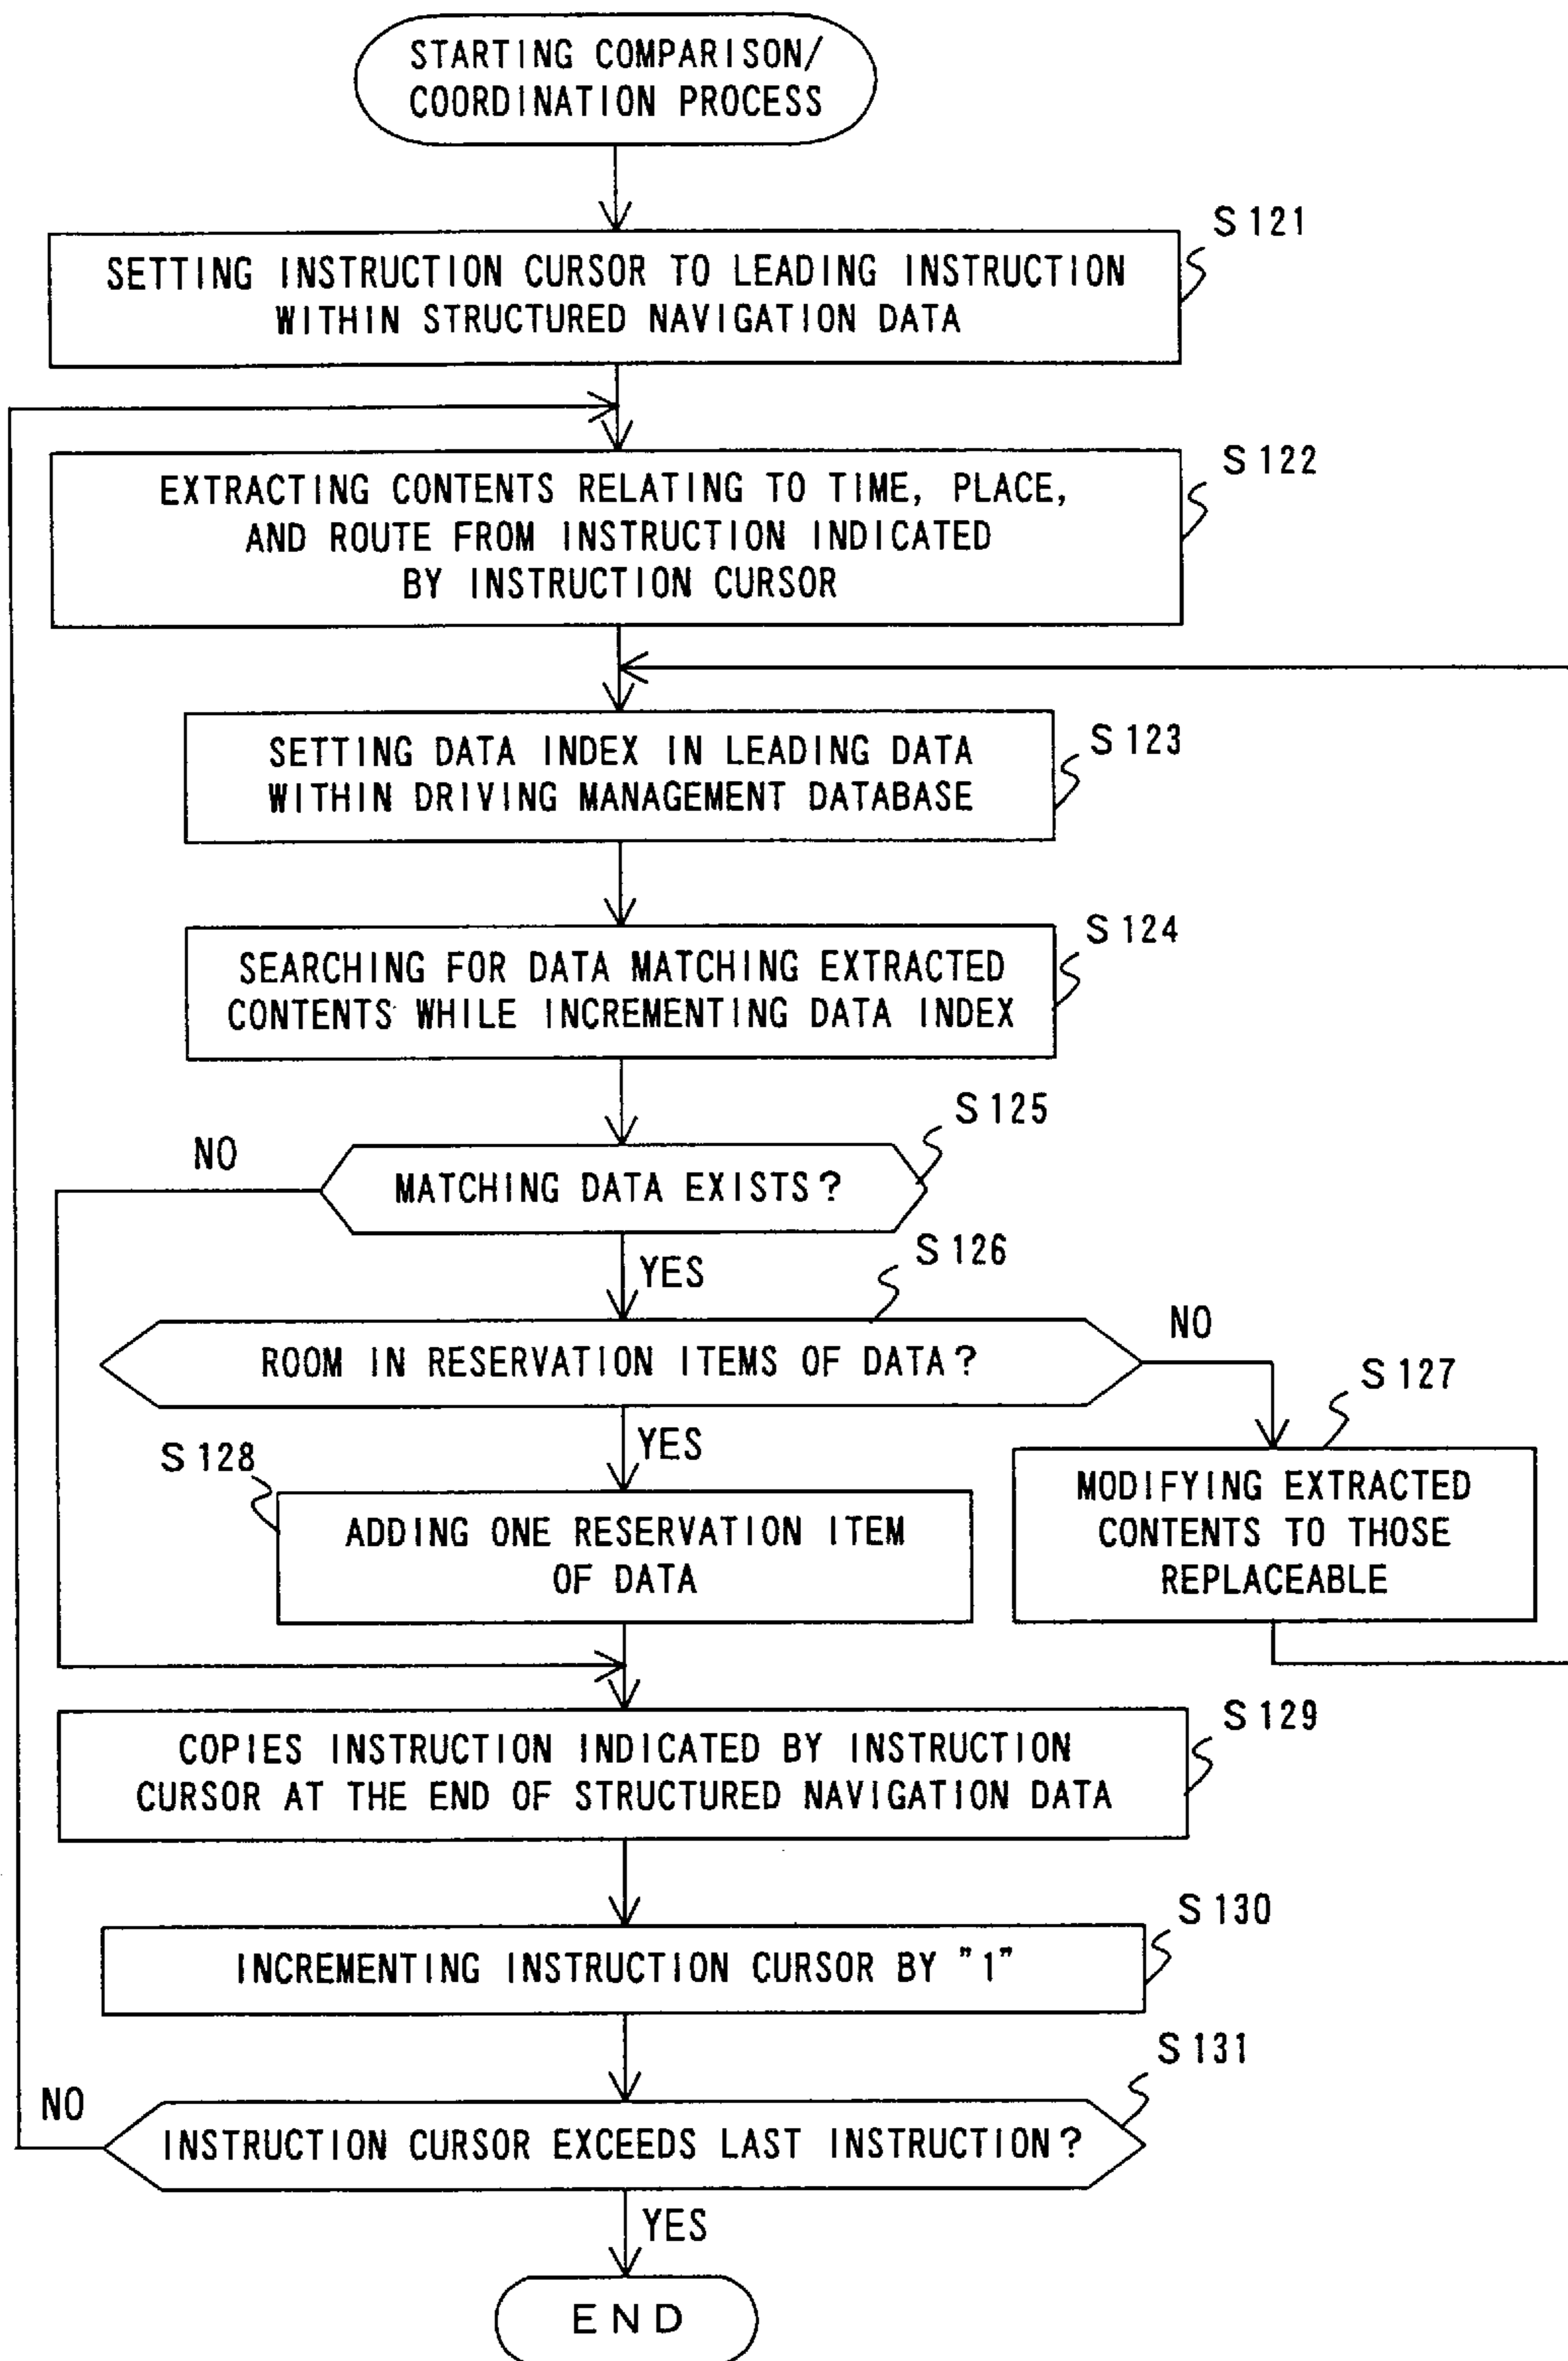 STARTING COMPARISON/
COORDINATION PROCESS
S121
SETTING INSTRUCTION CURSOR TO LEADING INSTRUCTION
WITHIN STRUCTURED NAVIGATION DATA
S122
EXTRACTING CONTENTS RELATING TO TIME, PLACE,
AND ROUTE FROM INSTRUCTION INDICATED
BY INSTRUCTION CURSOR
S123
SETTING DATA INDEX IN LEADING DATA
WITHIN DRIVING MANAGEMENT DATABASE
S124
SEARCHING FOR DATA MATCHING EXTRACTED
CONTENTS WHILE INCREMENTING DATA INDEX
S125
NO
MATCHING DATA EXISTS?
YES
S126
NO
ROOM IN RESERVATION ITEMS OF DATA?
YES
S127
MODIFYING EXTRACTED
CONTENTS TO THOSE
REPLACEABLE
S128
ADDING ONE RESERVATION ITEM
OF DATA
S129
COPIES INSTRUCTION INDICATED BY INSTRUCTION
CURSOR AT THE END OF STRUCTURED NAVIGATION DATA
S130
INCREMENTING INSTRUCTION CURSOR BY "1"
S131
NO
INSTRUCTION CURSOR EXCEEDS LAST INSTRUCTION?
YES
END